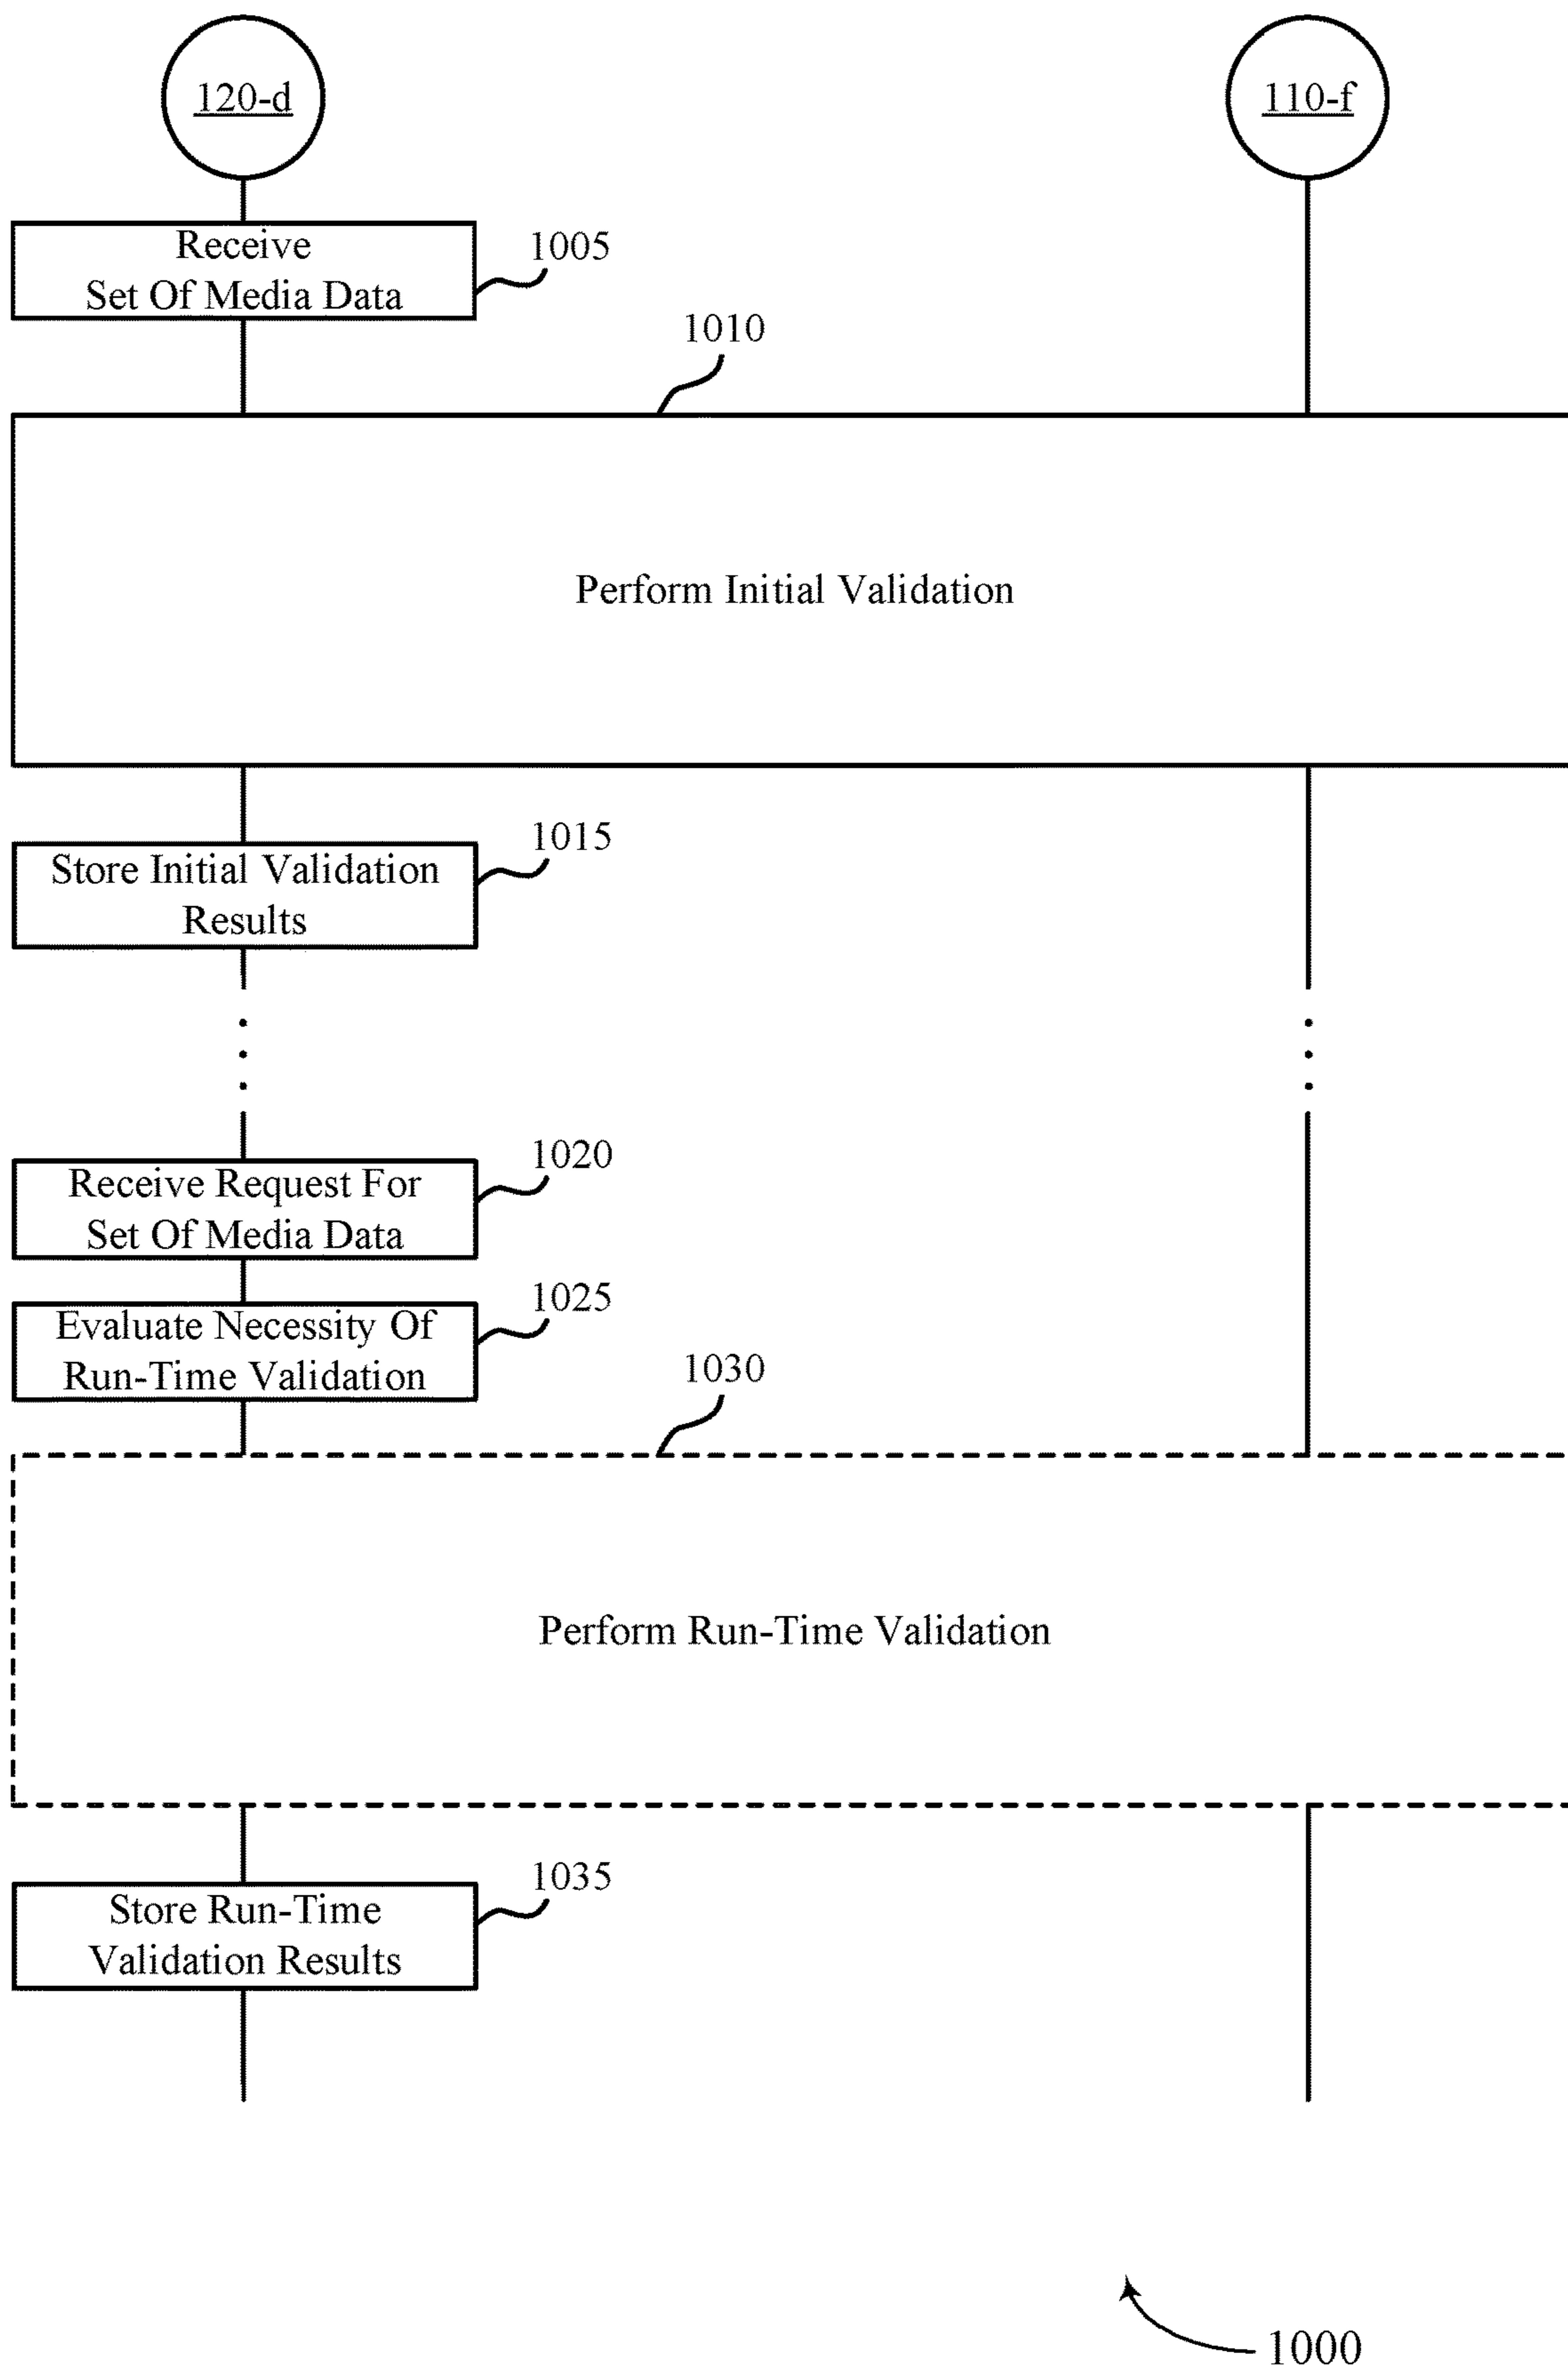 120-d
110-f
Receive
Set Of Media Data
1005
1010
Perform Initial Validation
1015
Store Initial Validation
Results
1020
Receive Request For
Set Of Media Data
1025
Evaluate Necessity Of
Run-Time Validation
1030
Perform Run-Time Validation
1035
Store Run-Time
Validation Results
1000